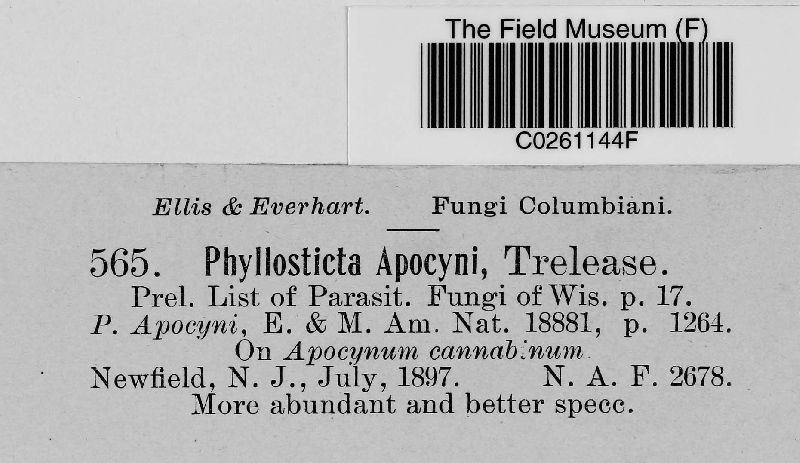 The Field Museum (F)
C0261144F
Ellis & Everhart. Fungi Columbiani.
565. Phyllosticta Apocyni, Trelease.
Prel. List of Parasit. Fungi of Wis. p. 17.
P. Apocyni, E. & M. Am. Nat. 18881, p. 1264.
On Apocynum cannabinum.
Newfield, N. J., July, 1897. N. A. F. 2678.
More abundant and better specc.